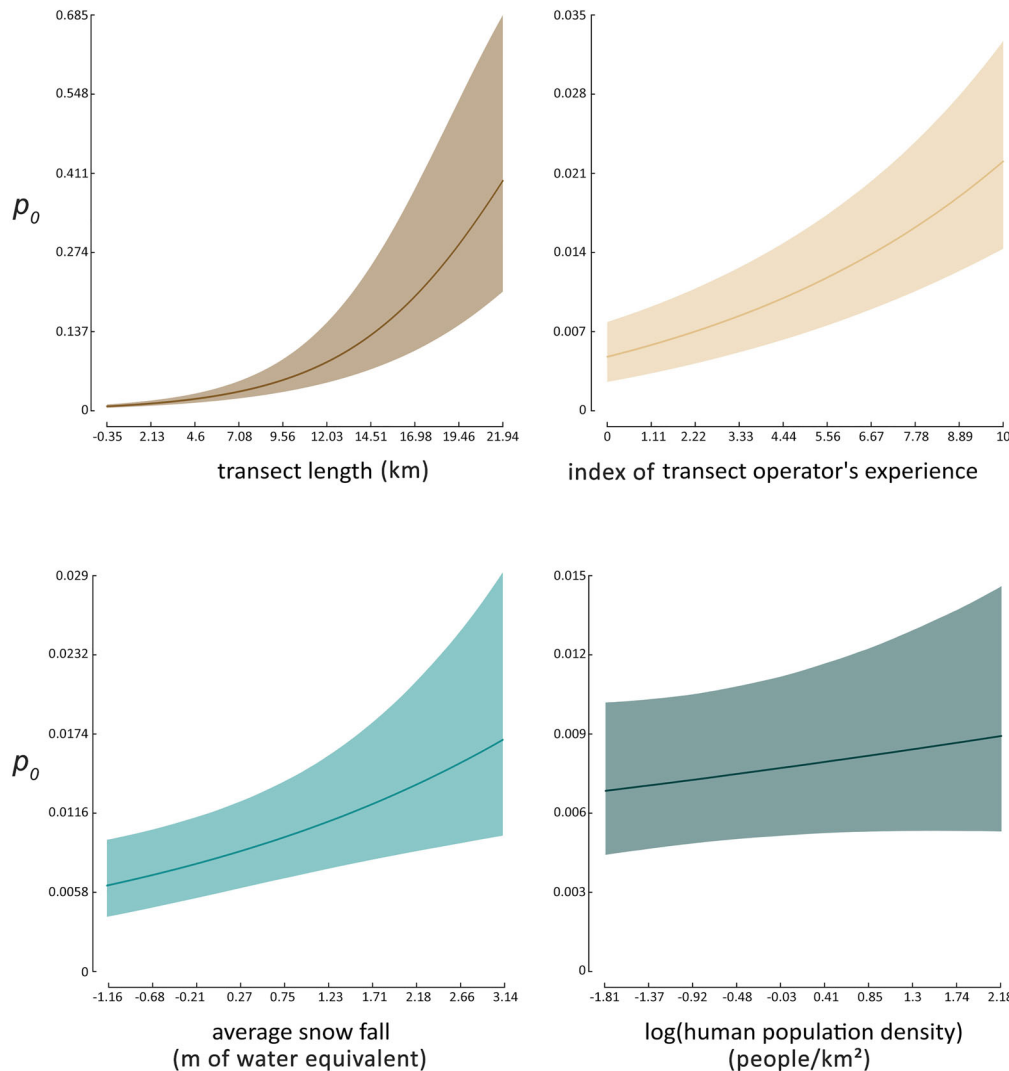 0.685
0.548
0.411
0.274
0.137
0
p0
-0.35 2.13 4.6 7.08 9.56 12.03 14.51 16.98 19.46 21.94
transect length (km)
0.035
0.028
0.021
0.014
0.007
0
0 1.11 2.22 3.33 4.44 5.56 6.67 7.78 8.89 10
index of transect operator's experience
0.029
0.0232
0.0174
0.0116
0.0058
0
p0
-1.16 -0.68 -0.21 0.27 0.75 1.23 1.71 2.18 2.66 3.14
average snow fall
(m of water equivalent)
0.015
0.012
0.009
0.006
0.003
0
-1.81 -1.37 -0.92 -0.48 -0.03 0.41 0.85 1.3 1.74 2.18
log(human population density)
(people/km²)